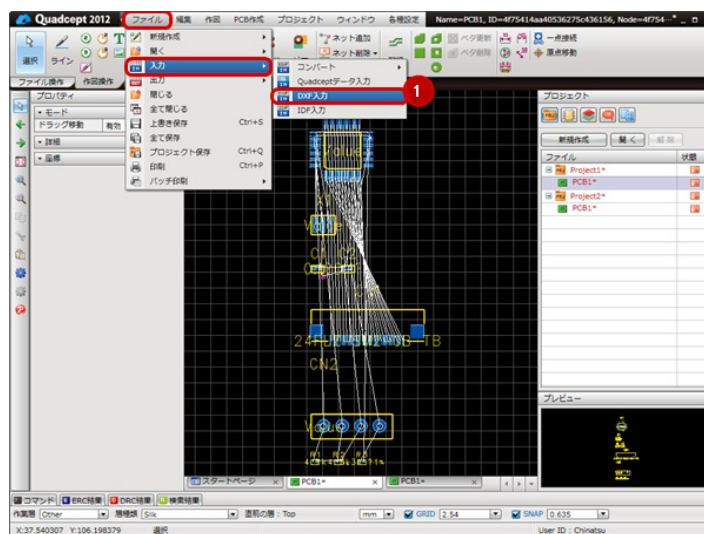 Quadcept 2012
ファイル 編集 作図 PCB作成 プロジェクト ウィンドウ 各種設定
Name=PCB1, ID=4f75414aa40536275c436156, Node=4f754···*
選択 ライン
ネット追加 ベタ更新 一点接続
ネット削除 ベタ削除 原点移動
ファイル操作 作図操作
新規作成
開く
入力
出力
閉じる
全て閉じる
上書き保存 Ctrl+S
全て保存
プロジェクト保存 Ctrl+Q
印刷 Ctrl+P
バッチ印刷
コンバート
Quadceptデータ入力
DXF入力
IDF入力
1
プロパティ
モード
ドラッグ移動 有効
詳細
座標
Value
C1 C2
CN2
プロジェクト
新規作成 開く 解除
ファイル 状態
Project1*
PCB1*
Project2*
PCB1*
プレビュー
スタートページ PCB1* PCB1*
コマンド ERC結果 DRC結果 検索結果
作業層 Other 層種類 Silk 直前の層 : Top mm GRID 2.54 SNAP 0.635
X:37.540307 Y:106.198379 選択 User ID : Chinatsu